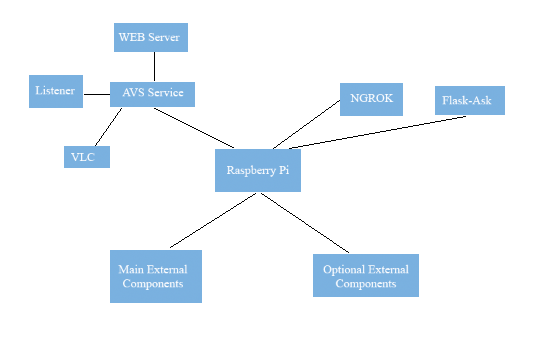 WEB Server
Listener
AVS Service
NGROK
Flask-Ask
VLC
Raspberry Pi
Main External
Components
Optional External
Components